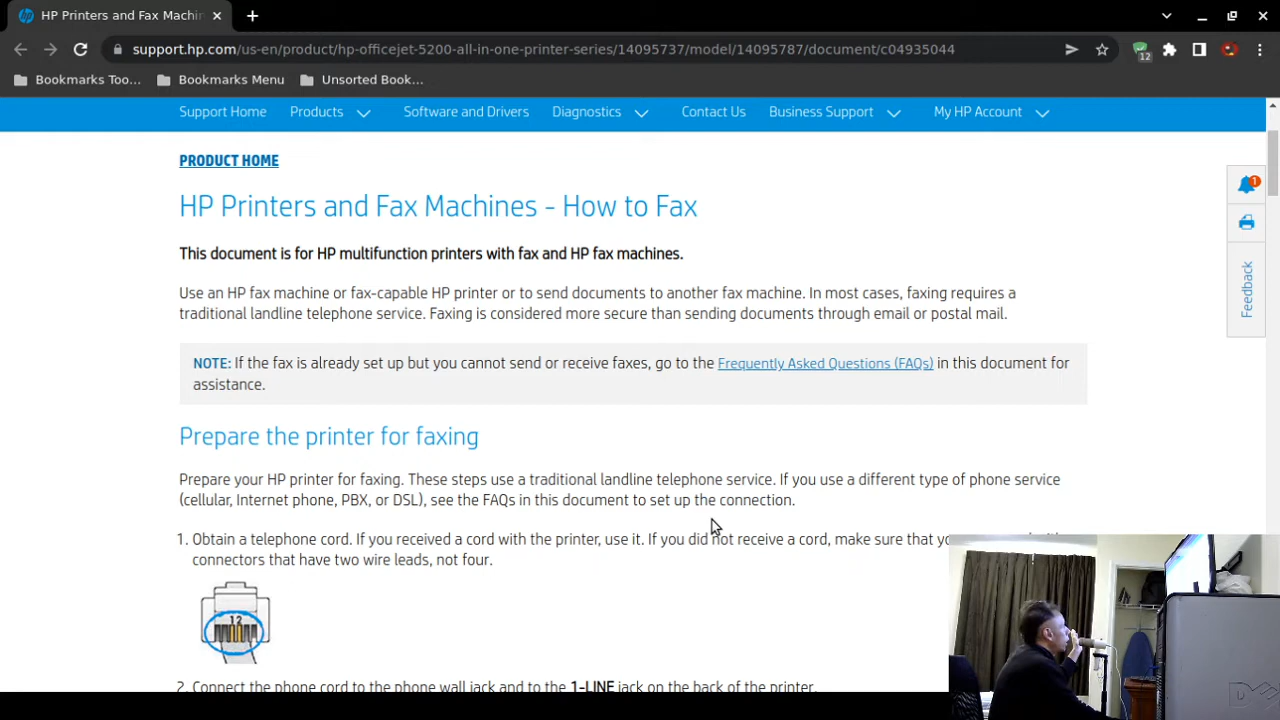 HP Printers and Fax Machin
support.hp.com/us-en/product/hp-officejet-5200-all-in-one-printer-series/14095737/model/14095787/document/c04935044
12
Bookmarks Too... Bookmarks Menu Unsorted Book...
Support Home Products Software and Drivers Diagnostics Contact Us Business Support My HP Account
PRODUCT HOME
1
HP Printers and Fax Machines - How to Fax
This document is for HP multifunction printers with fax and HP fax machines.
Feedback
Use an HP fax machine or fax-capable HP printer or to send documents to another fax machine. In most cases, faxing requires a
traditional landline telephone service. Faxing is considered more secure than sending documents through email or postal mail.
NOTE: If the fax is already set up but you cannot send or receive faxes, go to the Frequently Asked Questions (FAQs) in this document for
assistance.
Prepare the printer for faxing
Prepare your HP printer for faxing. These steps use a traditional landline telephone service. If you use a different type of phone service
(cellular, Internet phone, PBX, or DSL), see the FAQs in this document to set up the connection.
1. Obtain a telephone cord. If you received a cord with the printer, use it. If you did not receive a cord, make sure that
connectors that have two wire leads, not four.
1 2
2. Connect the phone cord to the phone wall jack and to the 1-LINE jack on the back of the printer.